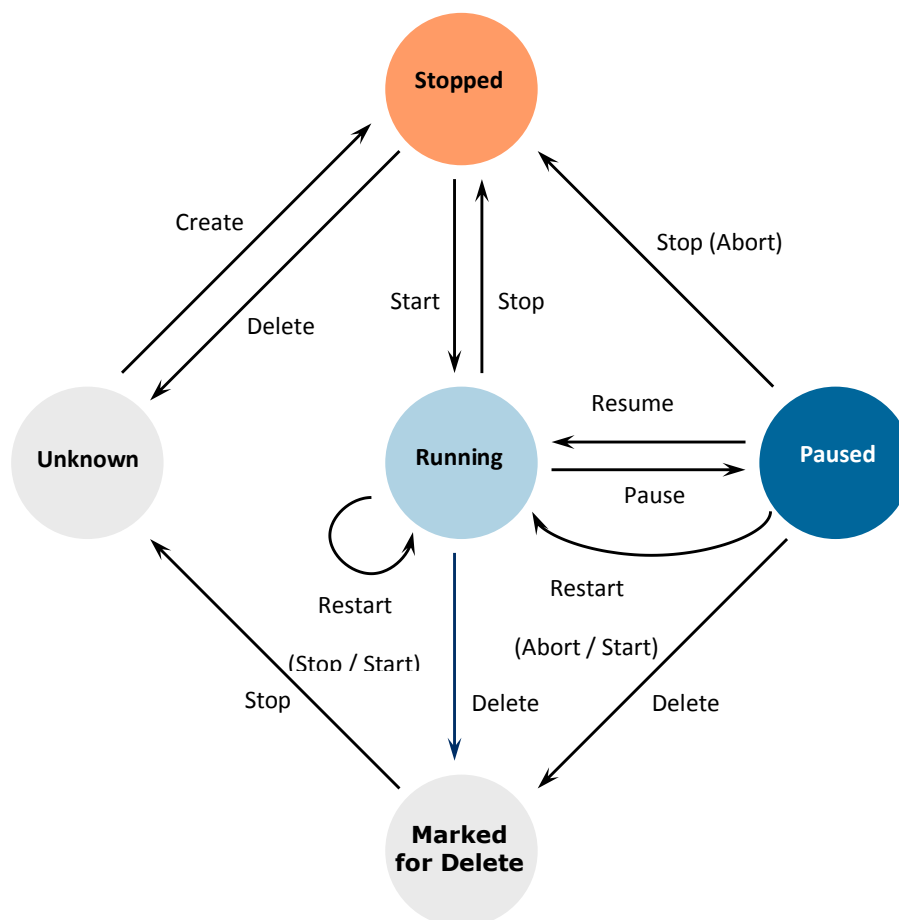 Stopped
Create
Stop (Abort)
Delete
Start
Stop
Resume
Unknown
Running
Paused
Pause
Restart
(Stop / Start)
Restart
(Abort / Start)
Stop
Delete
Delete
Marked
for Delete